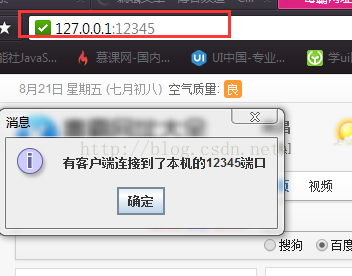 127.0.0.1:12345
能社JavaS... 慕课网-国内... UI中国-专业... 学ui
8月21日 星期五 (七月初八) 空气质量: 良
消息
有客户端连接到了本机的12345端口
http://blog.csdn.net
确定
视频
搜狗 百度